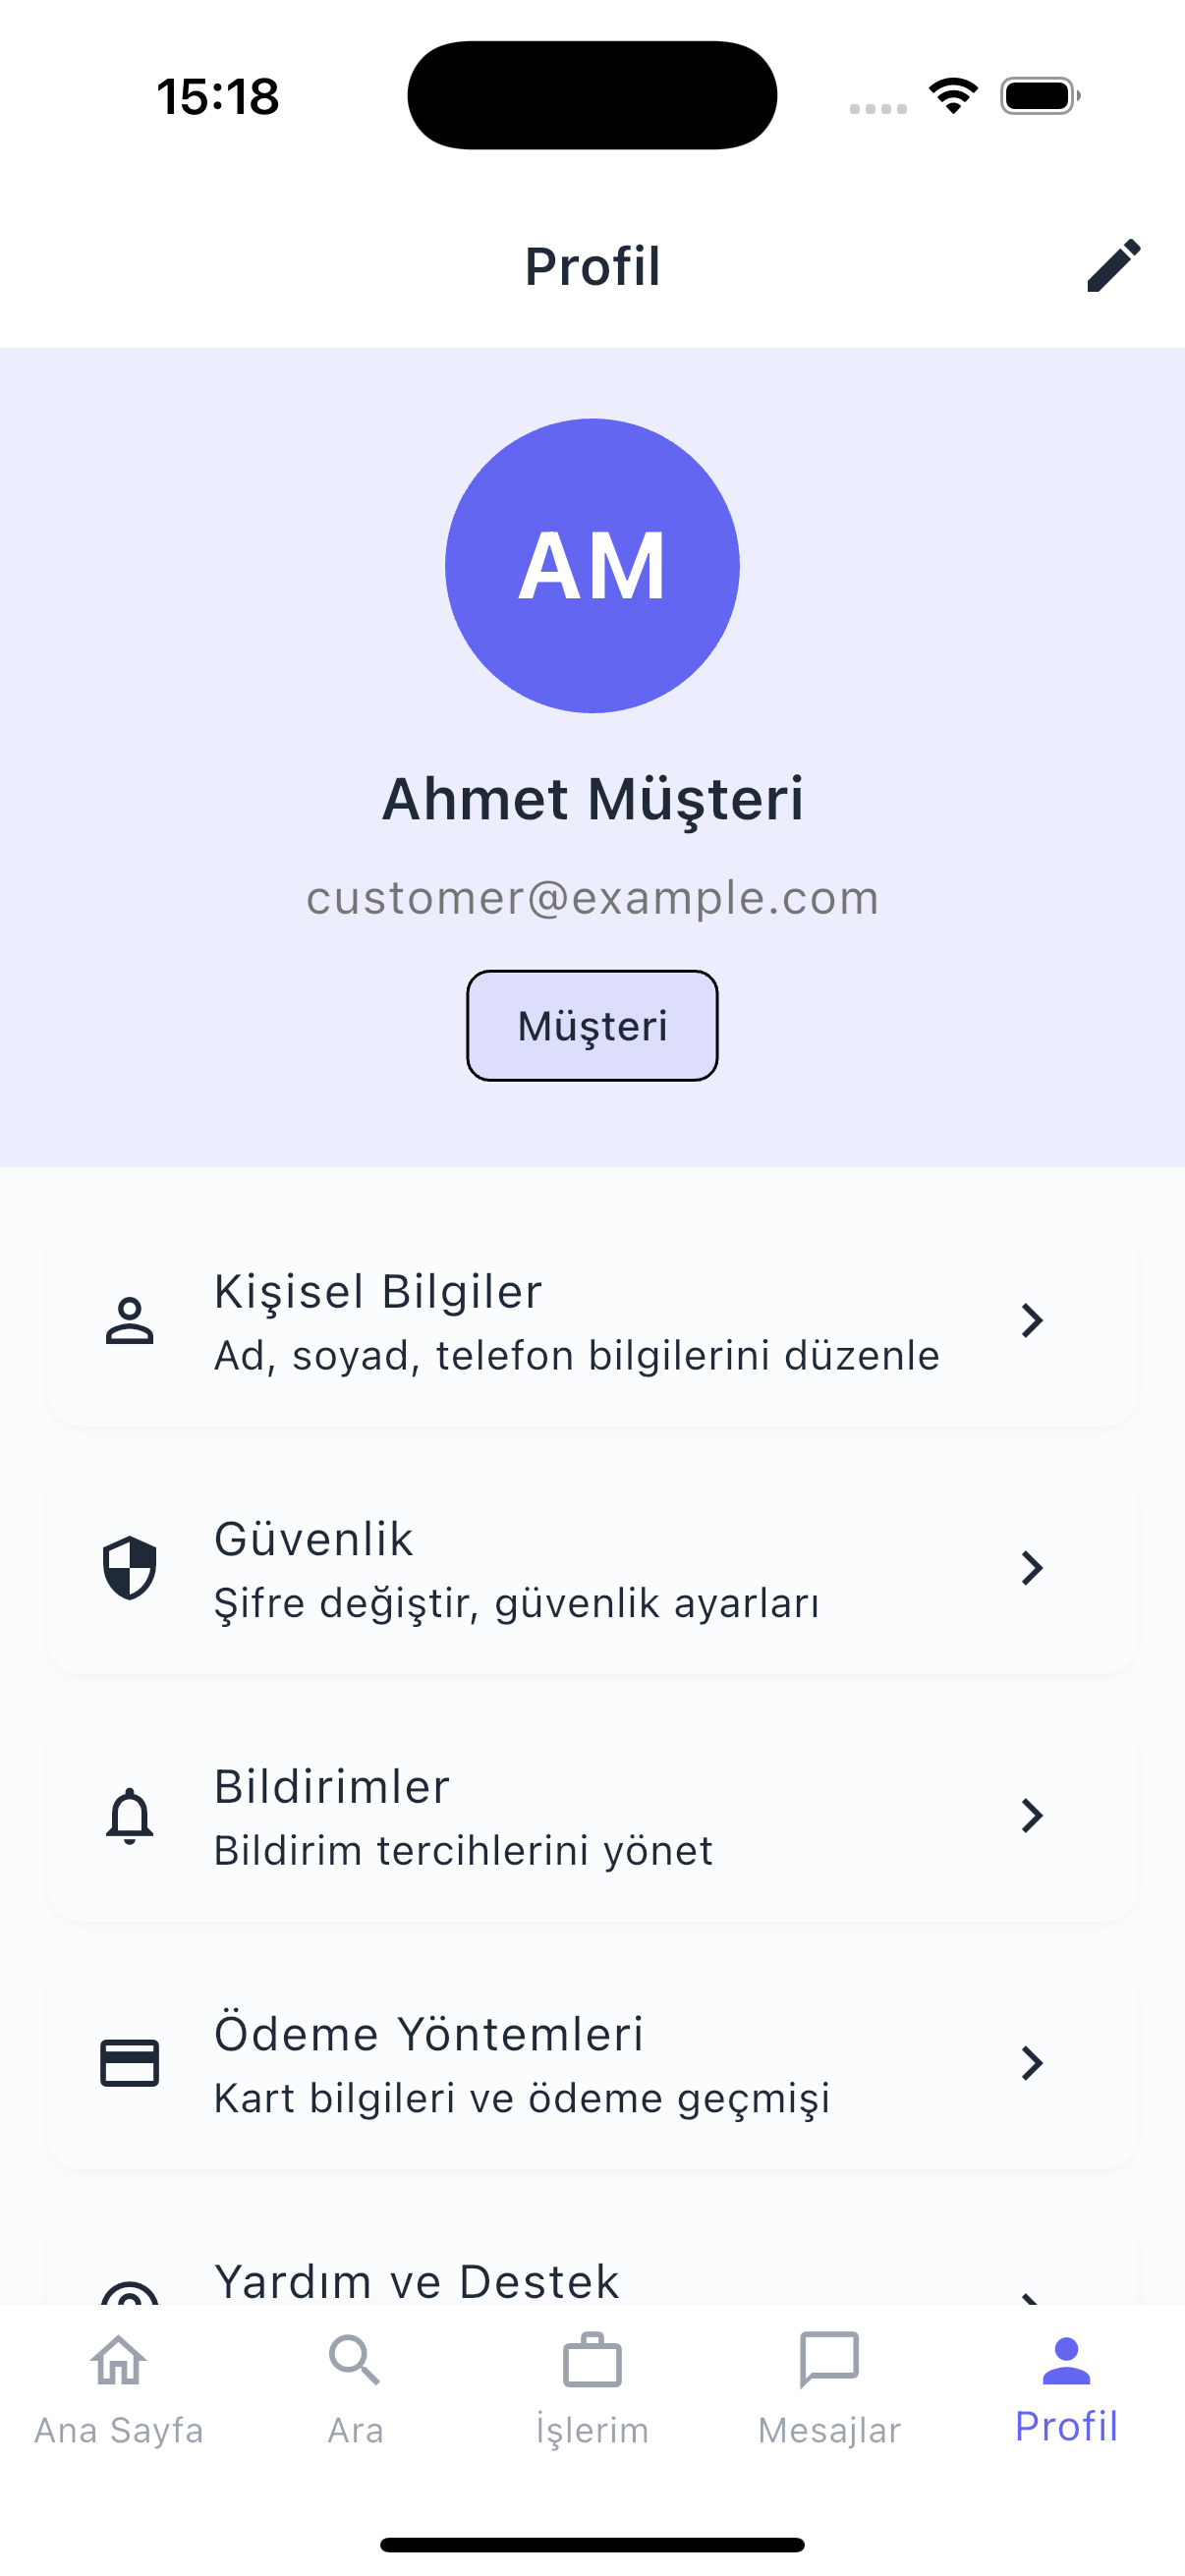 15:18
Profil
AM
Ahmet Müşteri
customer@example.com
Müşteri
Kişisel Bilgiler
Ad, soyad, telefon bilgilerini düzenle
Güvenlik
Şifre değiştir, güvenlik ayarları
Bildirimler
Bildirim tercihlerini yönet
Ödeme Yöntemleri
Kart bilgileri ve ödeme geçmişi
Yardım ve Destek
Ana Sayfa
Ara
İşlerim
Mesajlar
Profil